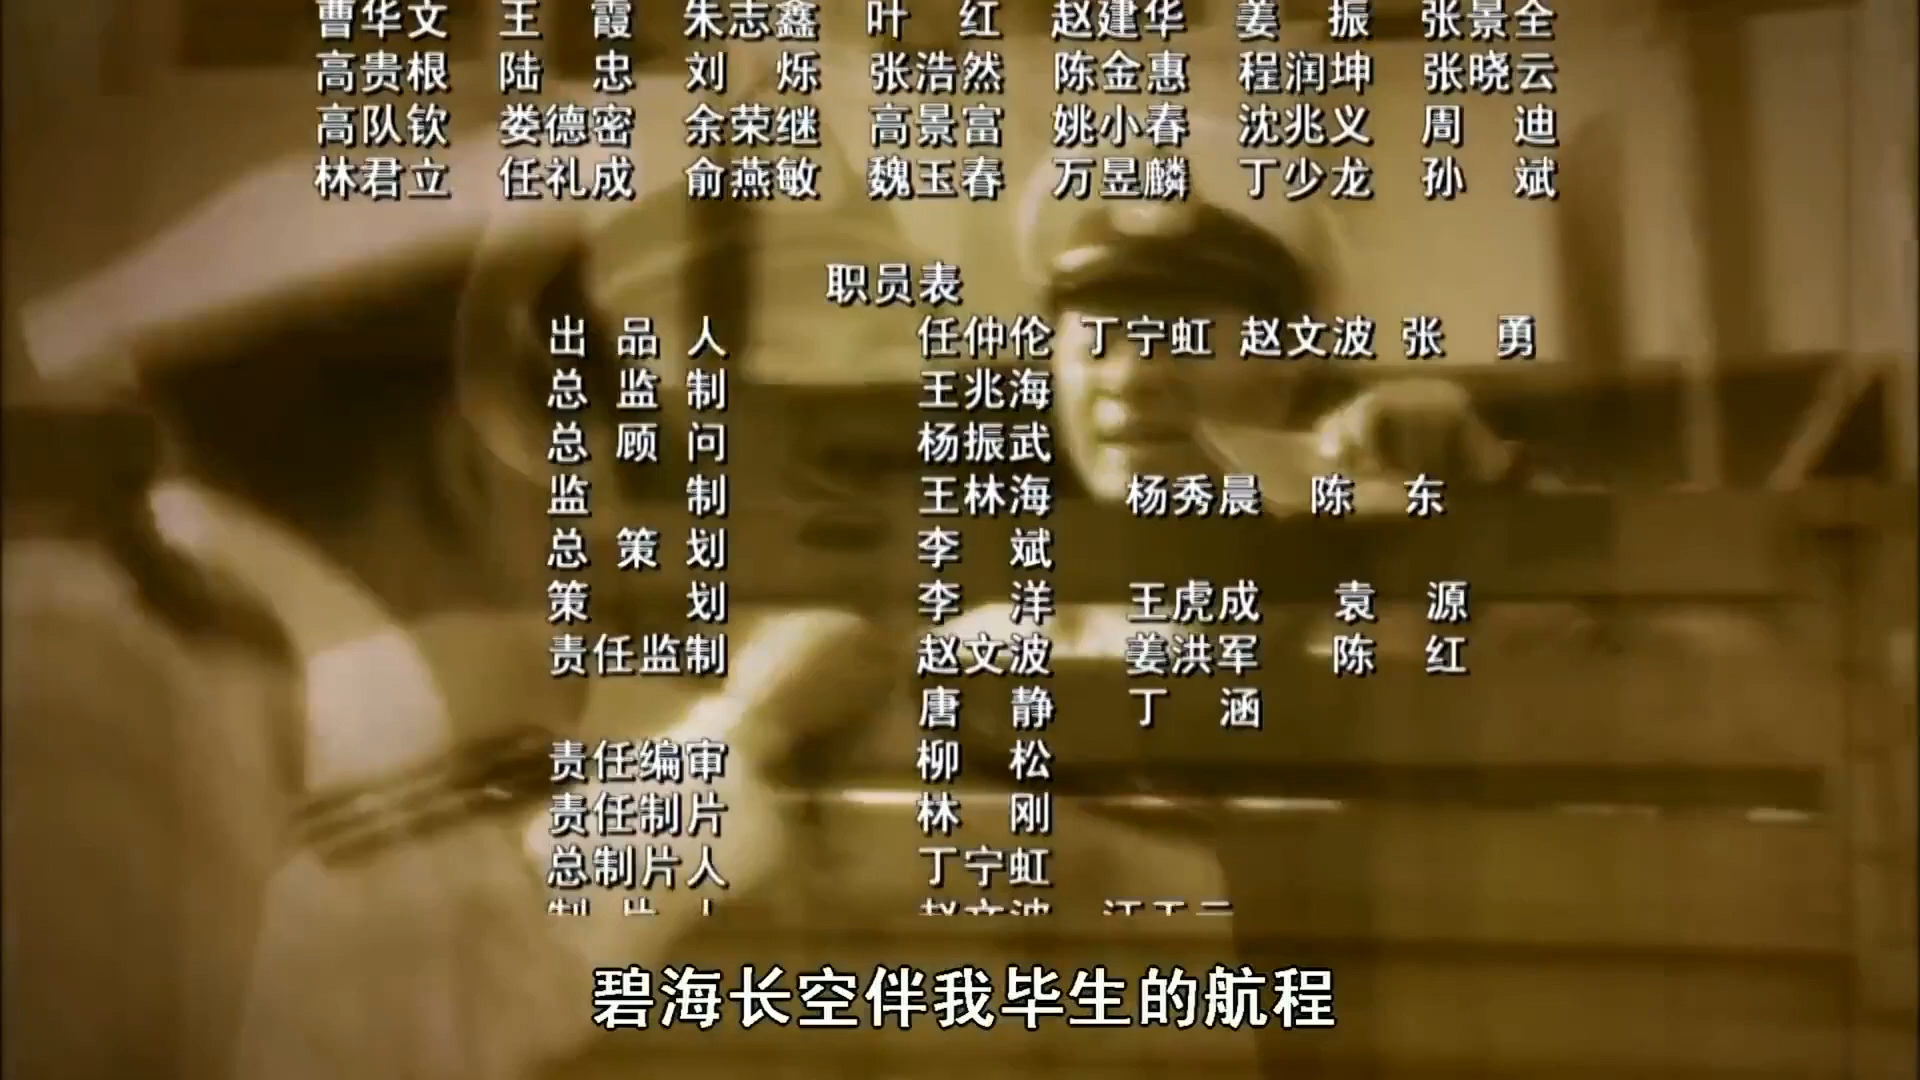 曹华文 王 霞 朱志鑫 叶 红 赵建华 姜 振 张景全
高贵根 陆 忠 刘 烁 张浩然 陈金惠 程润坤 张晓云
高队钦 娄德密 余荣继 高景富 姚小春 沈兆义 周 迪
林君立 任礼成 俞燕敏 魏玉春 万昱麟 丁少龙 孙 斌
职员表
出 品 人 任仲伦 丁宁虹 赵文波 张 勇
总 监 制 王兆海
总 顾 问 杨振武
监 制 王林海 杨秀晨 陈 东
总 策 划 李 斌
策 划 李 洋 王虎成 袁 源
责任监制 赵文波 姜洪军 陈 红
唐 静 丁 涵
责任编审 柳 松
责任制片 林 刚
总制片人 丁宁虹
制 片 人 赵文波
碧海长空伴我毕生的航程